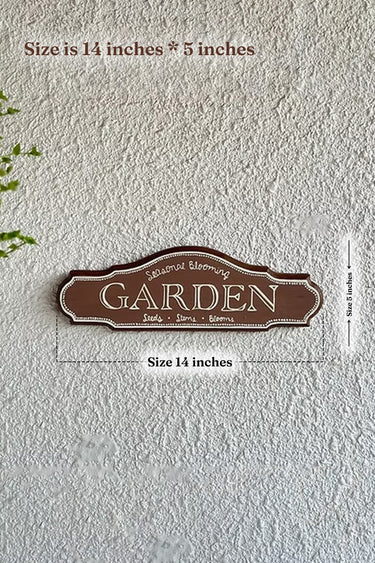 Size is 14 inches * 5 inches
Seasonal Blooming
GARDEN
Seeds • Stems • Blooms
Size 14 inches
Size 5 inches